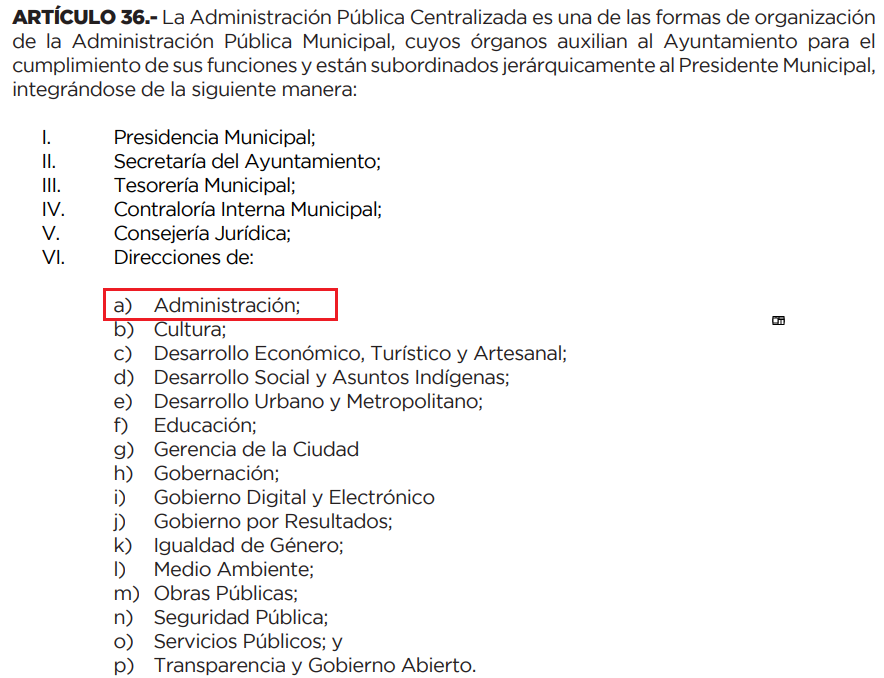 ARTÍCULO 36.- La Administración Pública Centralizada es una de las formas de organización
de la Administración Pública Municipal, cuyos órganos auxilian al Ayuntamiento para el
cumplimiento de sus funciones y están subordinados jerárquicamente al Presidente Municipal,
integrándose de la siguiente manera:
I. Presidencia Municipal;
II. Secretaría del Ayuntamiento;
III. Tesorería Municipal;
IV. Contraloría Interna Municipal;
V. Consejería Jurídica;
VI. Direcciones de:
a) Administración;
b) Cultura;
c) Desarrollo Económico, Turístico y Artesanal;
d) Desarrollo Social y Asuntos Indígenas;
e) Desarrollo Urbano y Metropolitano;
f) Educación;
g) Gerencia de la Ciudad
h) Gobernación;
i) Gobierno Digital y Electrónico
j) Gobierno por Resultados;
k) Igualdad de Género;
l) Medio Ambiente;
m) Obras Públicas;
n) Seguridad Pública;
o) Servicios Públicos; y
p) Transparencia y Gobierno Abierto.